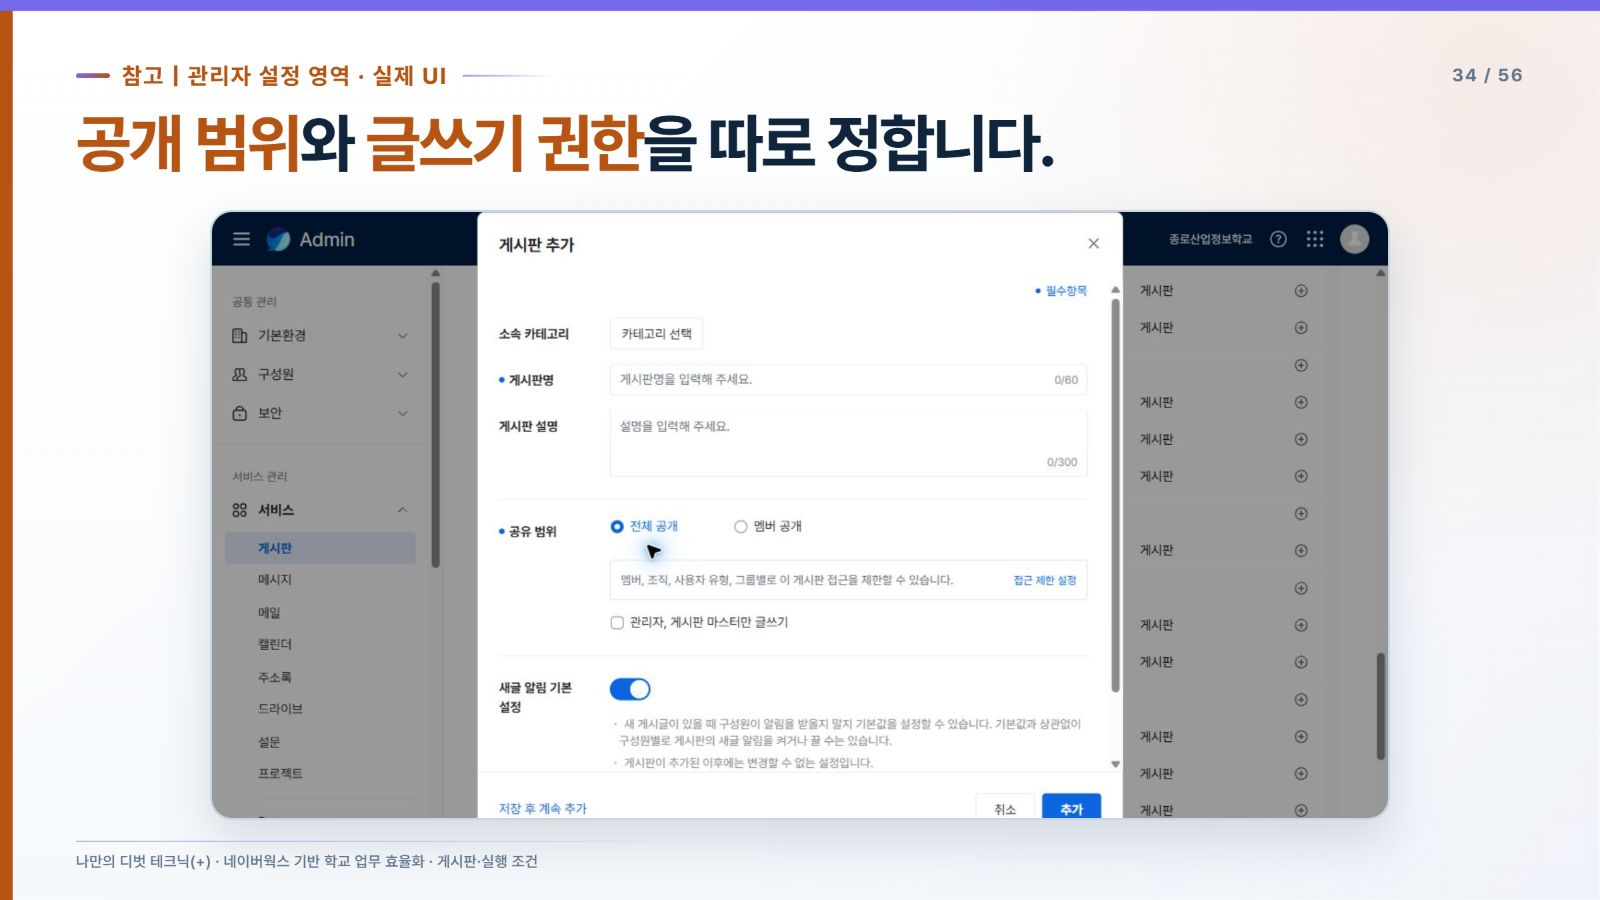 참고 | 관리자 설정 영역 · 실제 UI
34 / 56
공개 범위와 글쓰기 권한을 따로 정합니다.
Admin
종로산업정보학교
공통 관리
기본환경
구성원
보안
서비스 관리
서비스
게시판
메시지
메일
캘린더
주소록
드라이브
설문
프로젝트
게시판 추가
• 필수항목
소속 카테고리
카테고리 선택
• 게시판명
게시판명을 입력해 주세요.
0/60
게시판 설명
설명을 입력해 주세요.
0/300
• 공유 범위
전체 공개
멤버 공개
멤버, 조직, 사용자 유형, 그룹별로 이 게시판 접근을 제한할 수 있습니다.
접근 제한 설정
관리자, 게시판 마스터만 글쓰기
새글 알림 기본
설정
· 새 게시글이 있을 때 구성원이 알림을 받을지 말지 기본값을 설정할 수 있습니다. 기본값과 상관없이
구성원별로 게시판의 새글 알림을 켜거나 끌 수는 있습니다.
· 게시판이 추가된 이후에는 변경할 수 없는 설정입니다.
저장 후 계속 추가
취소
추가
게시판
게시판
게시판
게시판
게시판
게시판
게시판
게시판
게시판
게시판
게시판
나만의 디벗 테크닉(+) · 네이버웍스 기반 학교 업무 효율화 · 게시판·실행 조건